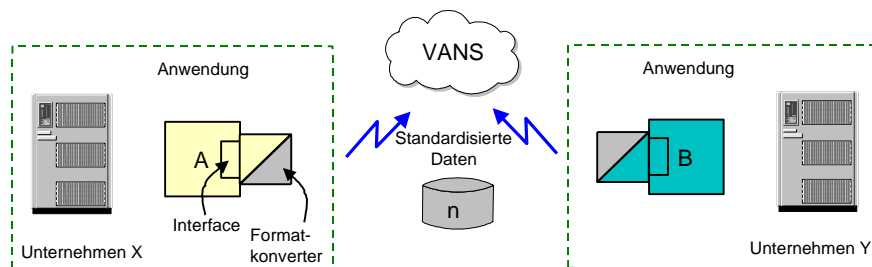 Anwendung
A
Interface
Format-
konverter
Unternehmen X
VANS
Standardisierte
Daten
n
Anwendung
B
Unternehmen Y